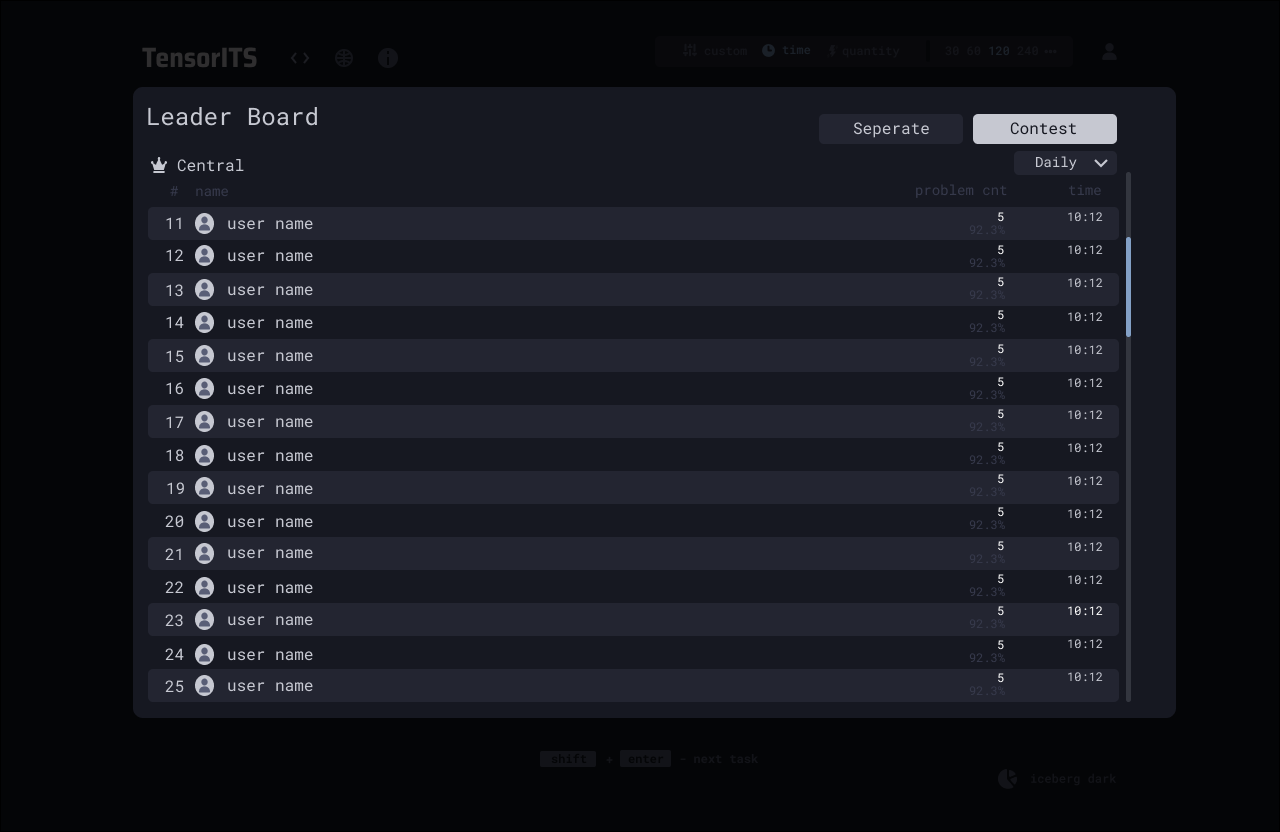 TensorITS custom time quantity 30 60 120 240
Leader Board
Seperate Contest
Central Daily
# name problem cnt time
11 user name 5 10:12
92.3%
12 user name 5 10:12
92.3%
13 user name 5 10:12
92.3%
14 user name 5 10:12
92.3%
15 user name 5 10:12
92.3%
16 user name 5 10:12
92.3%
17 user name 5 10:12
92.3%
18 user name 5 10:12
92.3%
19 user name 5 10:12
92.3%
20 user name 5 10:12
92.3%
21 user name 5 10:12
92.3%
22 user name 5 10:12
92.3%
23 user name 5 10:12
92.3%
24 user name 5 10:12
92.3%
25 user name 5 10:12
92.3%
shift + enter - next task
iceberg dark